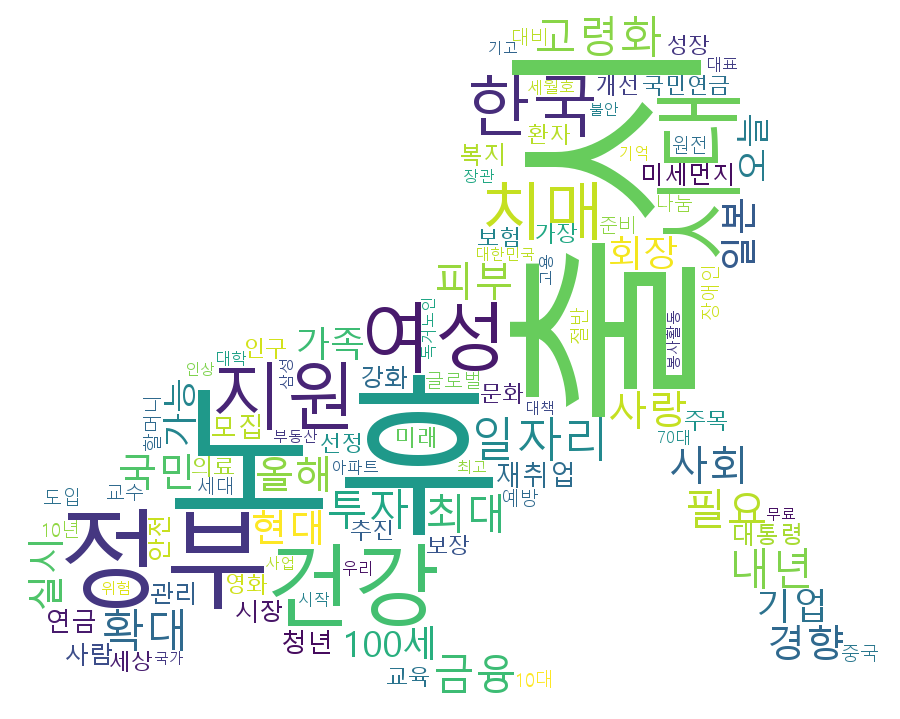 고령화
대비
기고
성장
대표
한국
세월호
개선
국민연금
불안
출시
시대
환자
기억
원전
오늘
복지
장관
미세먼지
치매
나눔
일본
보험
가장
준비
회장
대한민국
피부
고용
장애인
여성
독거노인
절반
봉사활동
가족
인구
대학
인상
삼성
지원
강화
글로벌
문화
대책
사랑
주목
70대
할머니
가능
모집
부동산
선정
미래
노후
일자리
사회
국민
의료
세대
올해
아파트
최고
재취업
예방
도입
교수
투자
최대
필요
무료
정부
10년
안전
현대
추진
보장
대통령
실시
건강
사업
우리
내년
위험
관리
영화
시작
연금
확대
시장
청년
100세
기업
경향
중국
사람
세상
국가
교육
금융
10대